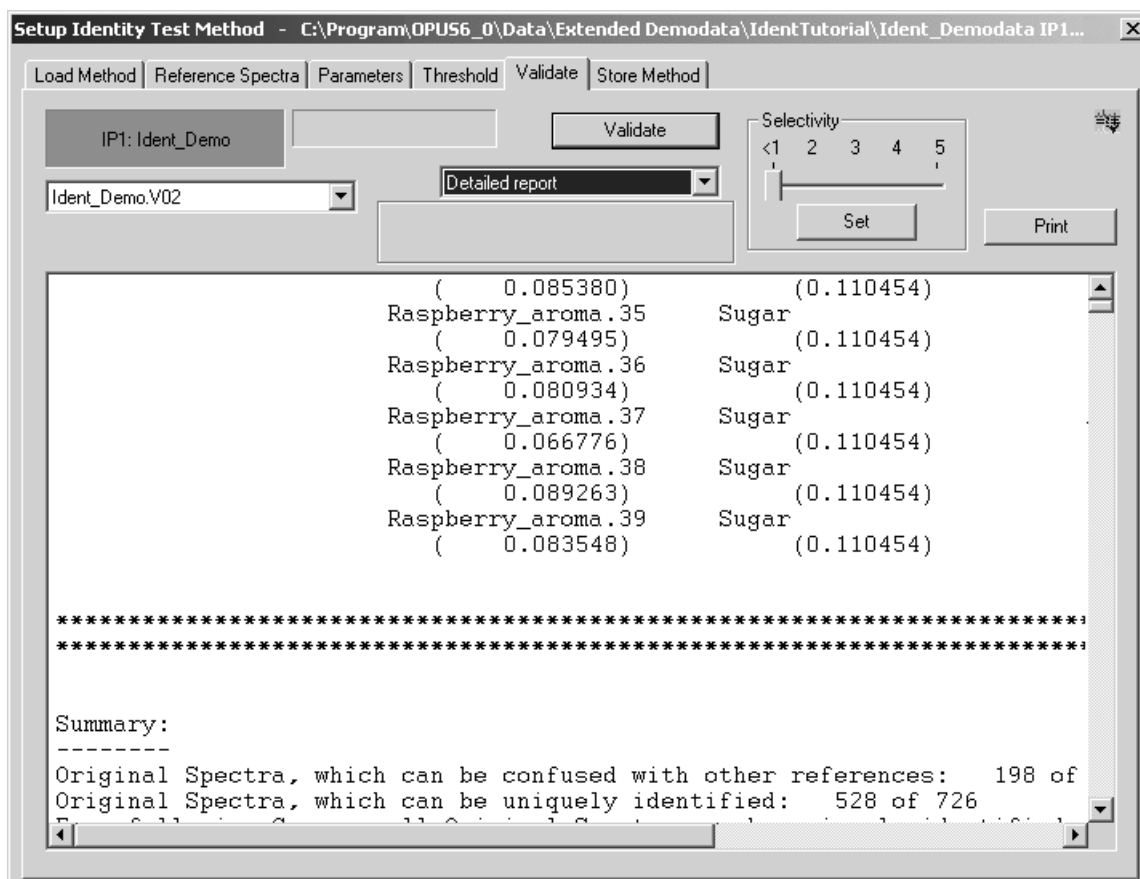 Setup Identity Test Method - C:\Program\OPUS6_0\Data\Extended Demodata\IdentTutorial\Ident_Demodata IP1...
Load Method Reference Spectra Parameters Threshold Validate Store Method
IP1: Ident_Demo
Validate
Selectivity
<1 2 3 4 5
Ident_Demo.V02
Detailed report
Set
Print
( 0.085380) (0.110454)
Raspberry_aroma.35 Sugar
( 0.079495) (0.110454)
Raspberry_aroma.36 Sugar
( 0.080934) (0.110454)
Raspberry_aroma.37 Sugar
( 0.066776) (0.110454)
Raspberry_aroma.38 Sugar
( 0.089263) (0.110454)
Raspberry_aroma.39 Sugar
( 0.083548) (0.110454)
****************************************************************
****************************************************************
Summary:
--------
Original Spectra, which can be confused with other references: 198 of
Original Spectra, which can be uniquely identified: 528 of 726